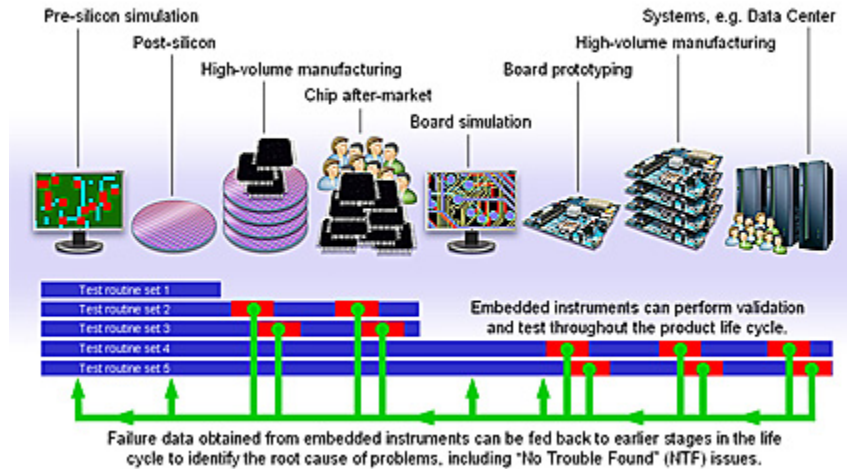 Pre-silicon simulation
Post-silicon
High-volume manufacturing
Chip after-market
Board simulation
Systems, e.g. Data Center
High-volume manufacturing
Board prototyping
Test routine set 1
Test routine set 2
Test routine set 3
Test routine set 4
Test routine set 5
Embedded instruments can perform validation
and test throughout the product life cycle.
Failure data obtained from embedded instruments can be fed back to earlier stages in the life
cycle to identify the root cause of problems, including "No Trouble Found" (NTF) issues.